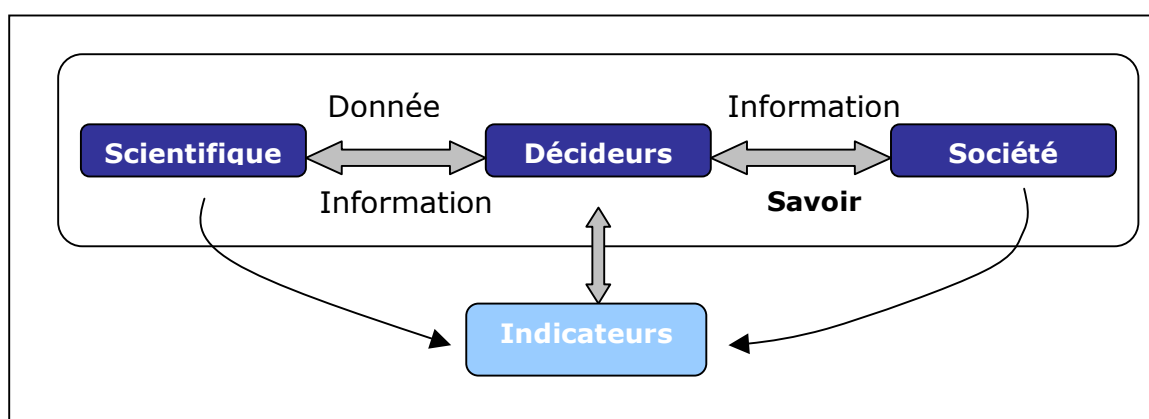 Donnée Information
Scientifique Décideurs Société
Information Savoir
Indicateurs